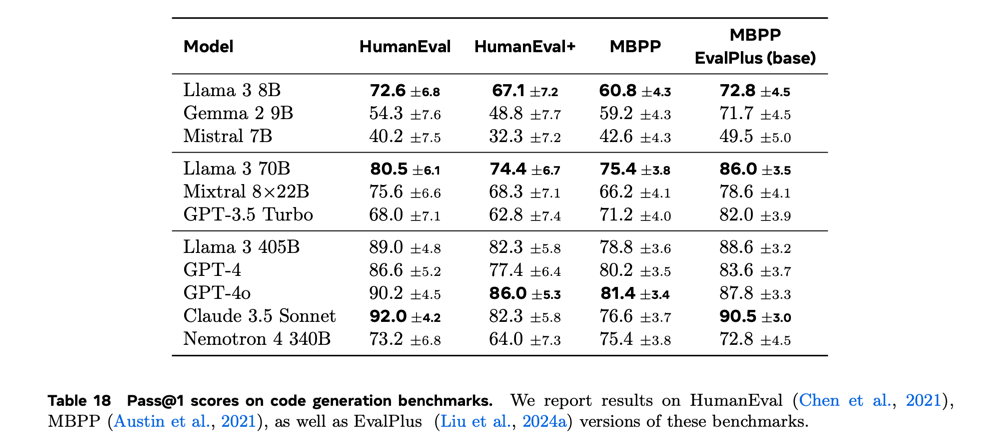 Model HumanEval HumanEval+ MBPP MBPP EvalPlus (base)
Llama 3 8B 72.6 ±6.8 67.1 ±7.2 60.8 ±4.3 72.8 ±4.5
Gemma 2 9B 54.3 ±7.6 48.8 ±7.7 59.2 ±4.3 71.7 ±4.5
Mistral 7B 40.2 ±7.5 32.3 ±7.2 42.6 ±4.3 49.5 ±5.0
Llama 3 70B 80.5 ±6.1 74.4 ±6.7 75.4 ±3.8 86.0 ±3.5
Mixtral 8×22B 75.6 ±6.6 68.3 ±7.1 66.2 ±4.1 78.6 ±4.1
GPT-3.5 Turbo 68.0 ±7.1 62.8 ±7.4 71.2 ±4.0 82.0 ±3.9
Llama 3 405B 89.0 ±4.8 82.3 ±5.8 78.8 ±3.6 88.6 ±3.2
GPT-4 86.6 ±5.2 77.4 ±6.4 80.2 ±3.5 83.6 ±3.7
GPT-4o 90.2 ±4.5 86.0 ±5.3 81.4 ±3.4 87.8 ±3.3
Claude 3.5 Sonnet 92.0 ±4.2 82.3 ±5.8 76.6 ±3.7 90.5 ±3.0
Nemotron 4 340B 73.2 ±6.8 64.0 ±7.3 75.4 ±3.8 72.8 ±4.5
Table 18 Pass@1 scores on code generation benchmarks. We report results on HumanEval (Chen et al., 2021),
MBPP (Austin et al., 2021), as well as EvalPlus (Liu et al., 2024a) versions of these benchmarks.